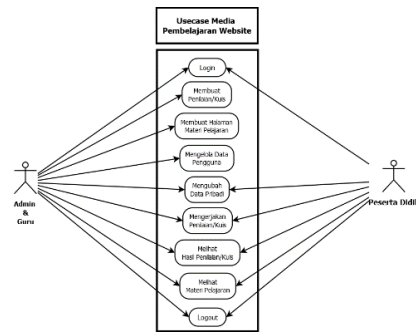 Usecase Media
Pembelajaran Website
Login
Membuat
Penilaian/Kuis
Membuat Halaman
Materi Pelajaran
Mengelola Data
Pengguna
Mengubah
Data Pribadi
Mengerjakan
Penilaian/Kuis
Melihat
Hasil Penilaian/Kuis
Melihat
Materi Pelajaran
Logout
Admin
&
Guru
Peserta Didik